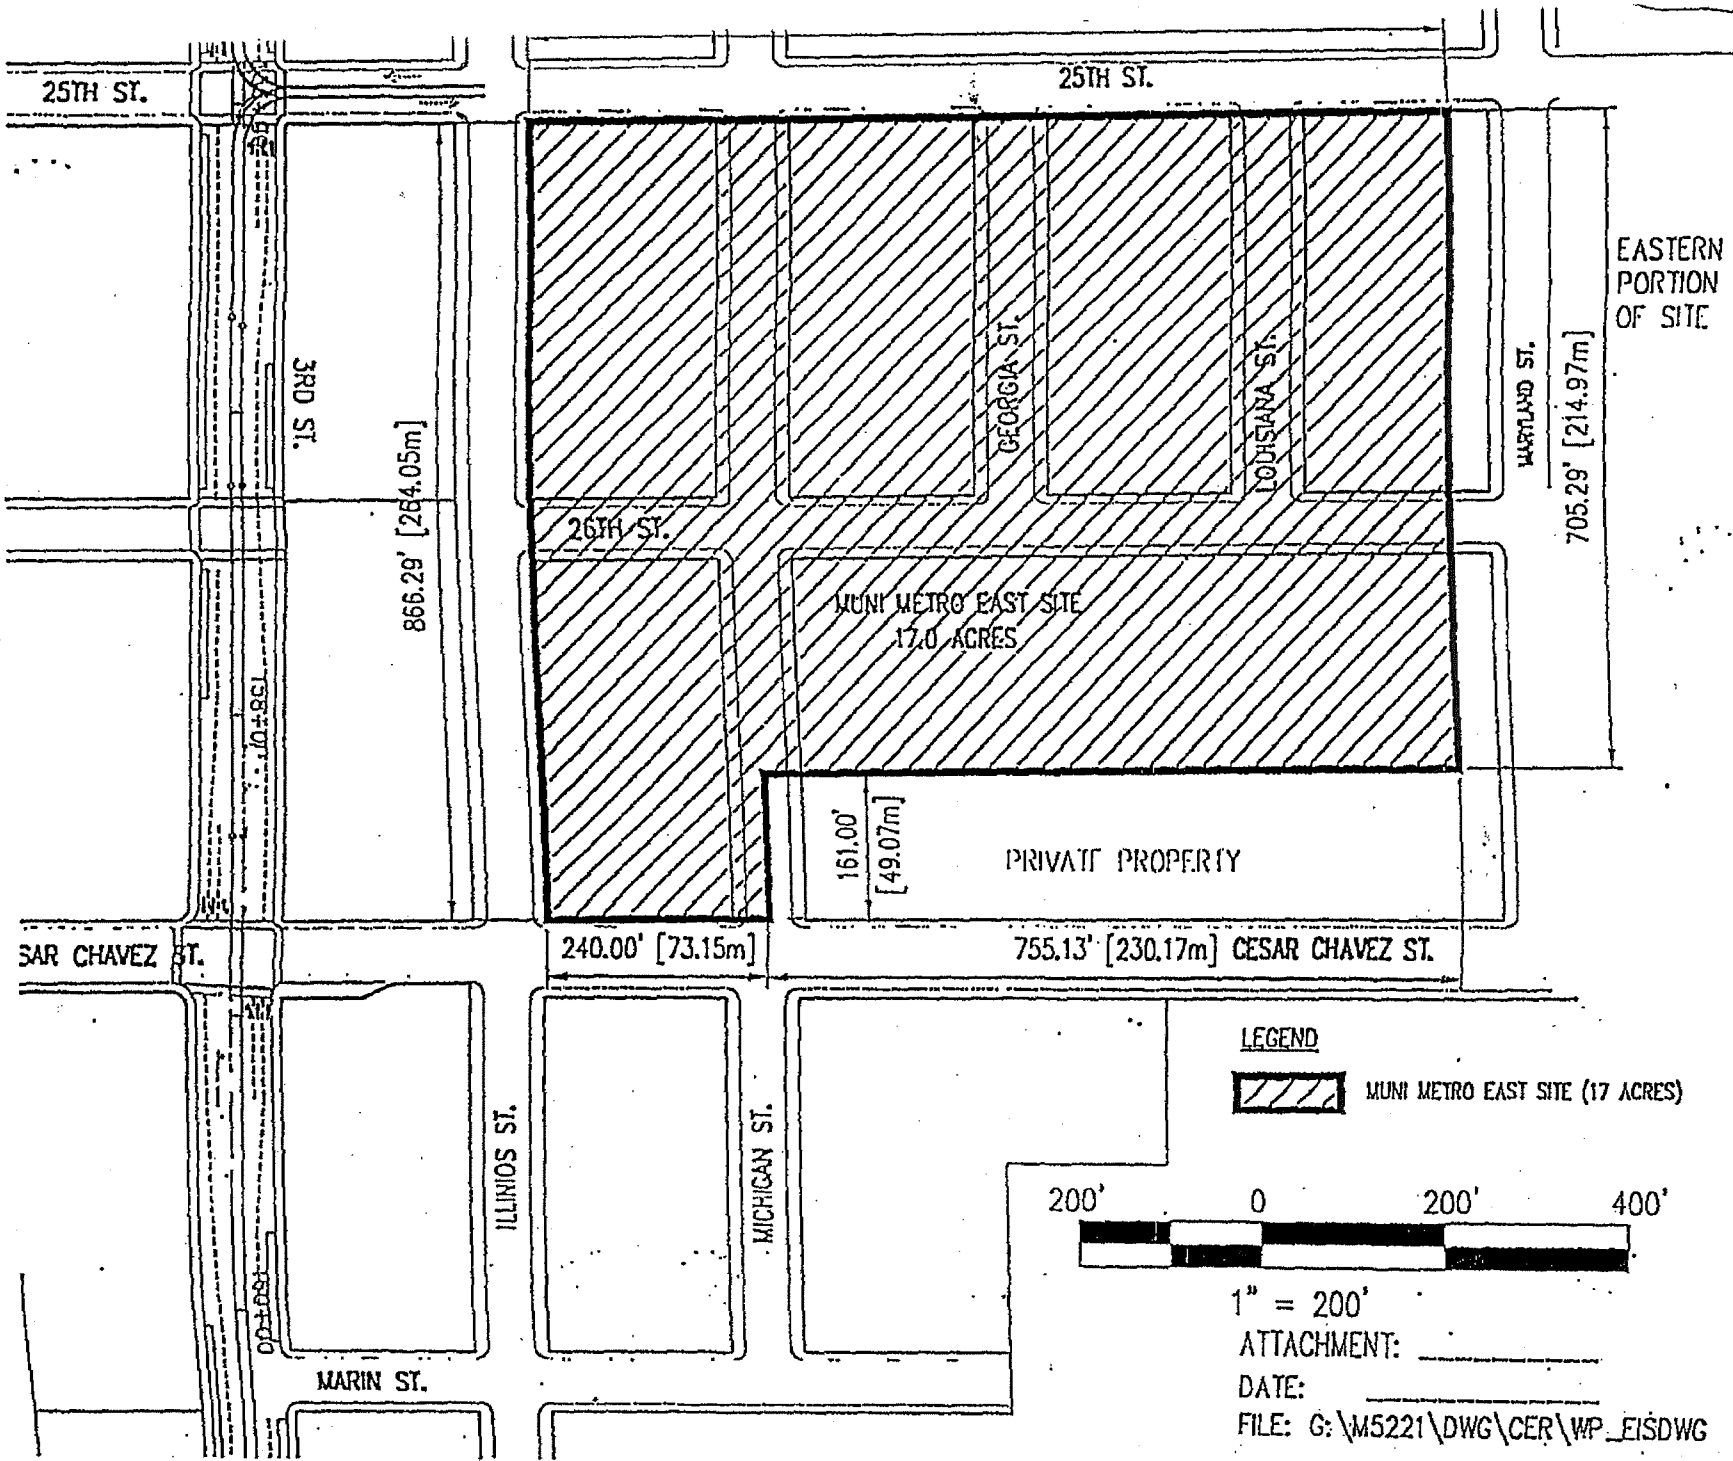 25TH ST.
25TH ST.
EASTERN
PORTION
OF SITE
3RD ST.
866.29' [264.05m]
GEORGIA ST.
LOUISIANA ST.
MARYLAND ST.
705.29' [214.97m]
26TH ST.
MUNI METRO EAST SITE
17.0 ACRES
161.00'
[49.07m]
PRIVATE PROPERTY
SAR CHAVEZ ST.
240.00' [73.15m]
755.13' [230.17m] CESAR CHAVEZ ST.
LEGEND
MUNI METRO EAST SITE (17 ACRES)
ILLINIOS ST.
MICHIGAN ST.
200' 0 200' 400'
1" = 200'
ATTACHMENT:
DATE:
MARIN ST.
FILE: G:\M5221\DWG\CER\WP_EISDWG